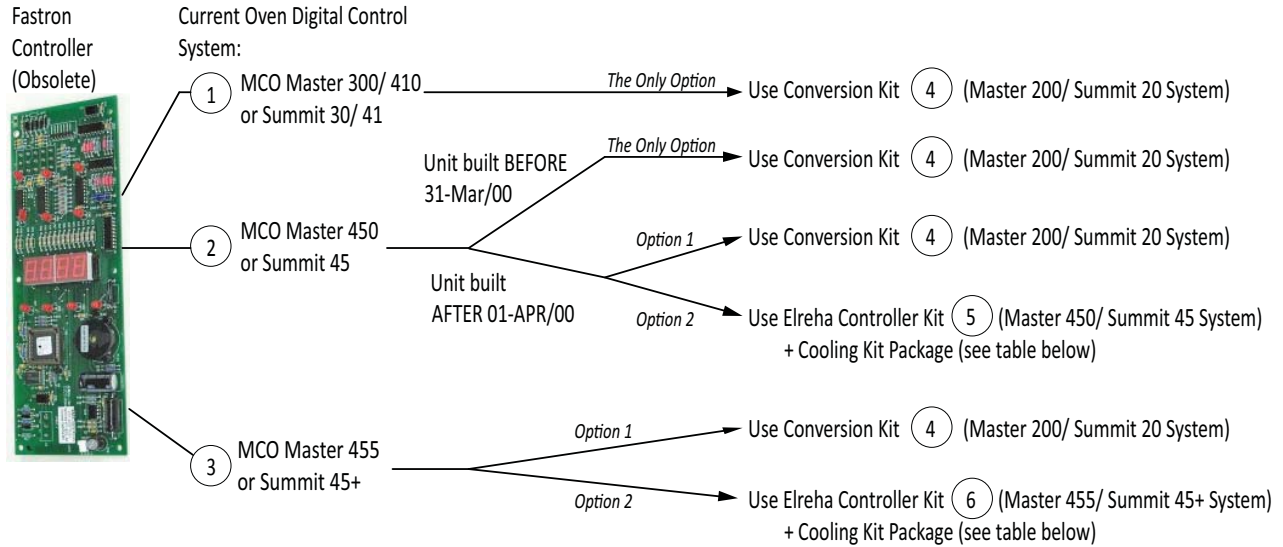 Fastron
Controller
(Obsolete)
Current Oven Digital Control
System:
1
MCO Master 300/ 410
or Summit 30/ 41
The Only Option
Use Conversion Kit 4 (Master 200/ Summit 20 System)
Unit built BEFORE
31-Mar/00
The Only Option
Use Conversion Kit 4 (Master 200/ Summit 20 System)
2
MCO Master 450
or Summit 45
Option 1
Use Conversion Kit 4 (Master 200/ Summit 20 System)
Unit built
AFTER 01-APR/00
Option 2
Use Elreha Controller Kit 5 (Master 450/ Summit 45 System)
+ Cooling Kit Package (see table below)
3
MCO Master 455
or Summit 45+
Option 1
Use Conversion Kit 4 (Master 200/ Summit 20 System)
Option 2
Use Elreha Controller Kit 6 (Master 455/ Summit 45+ System)
+ Cooling Kit Package (see table below)